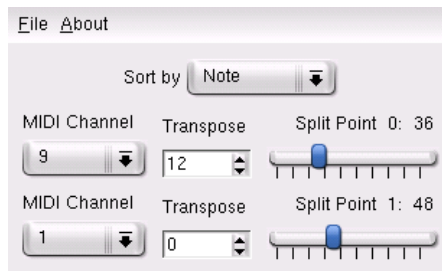 File About
Sort by Note
MIDI Channel Transpose Split Point 0: 36
9 12
MIDI Channel Transpose Split Point 1: 48
1 0